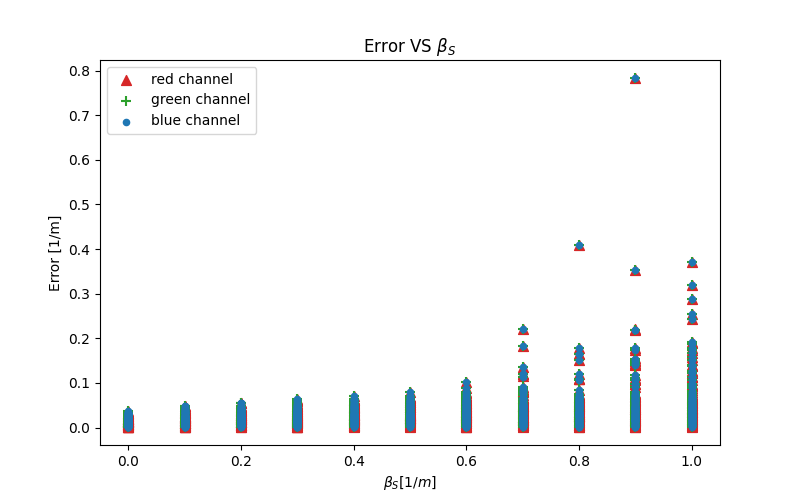 Error VS β_S
red channel
green channel
blue channel
Error [1/m]
0.8
0.7
0.6
0.5
0.4
0.3
0.2
0.1
0.0
0.0 0.2 0.4 0.6 0.8 1.0
β_S[1/m]